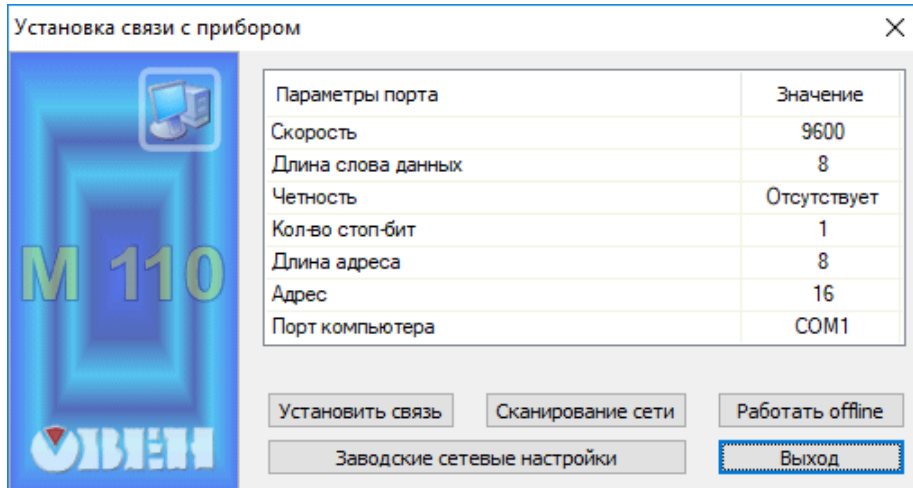 Установка связи с прибором
М 110
ОВЕН
Параметры порта Значение
Скорость 9600
Длина слова данных 8
Четность Отсутствует
Кол-во стоп-бит 1
Длина адреса 8
Адрес 16
Порт компьютера COM1
Установить связь Сканирование сети Работать offline
Заводские сетевые настройки Выход